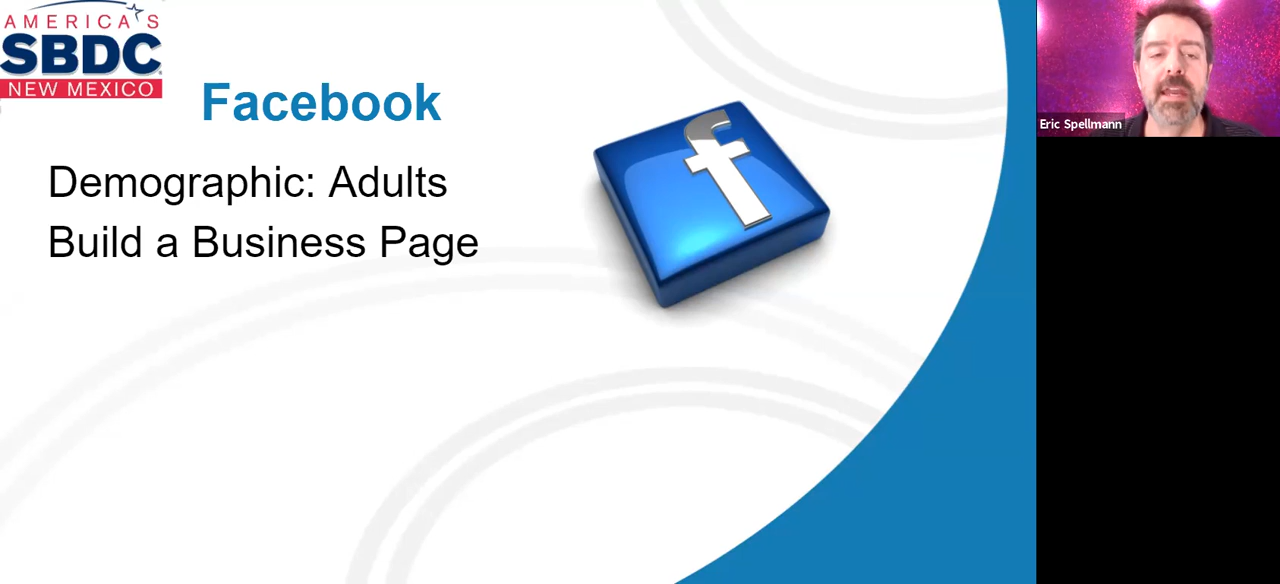 AMERICA'S
SBDC
NEW MEXICO
Facebook
Demographic: Adults
Build a Business Page
f
Eric Spellmann